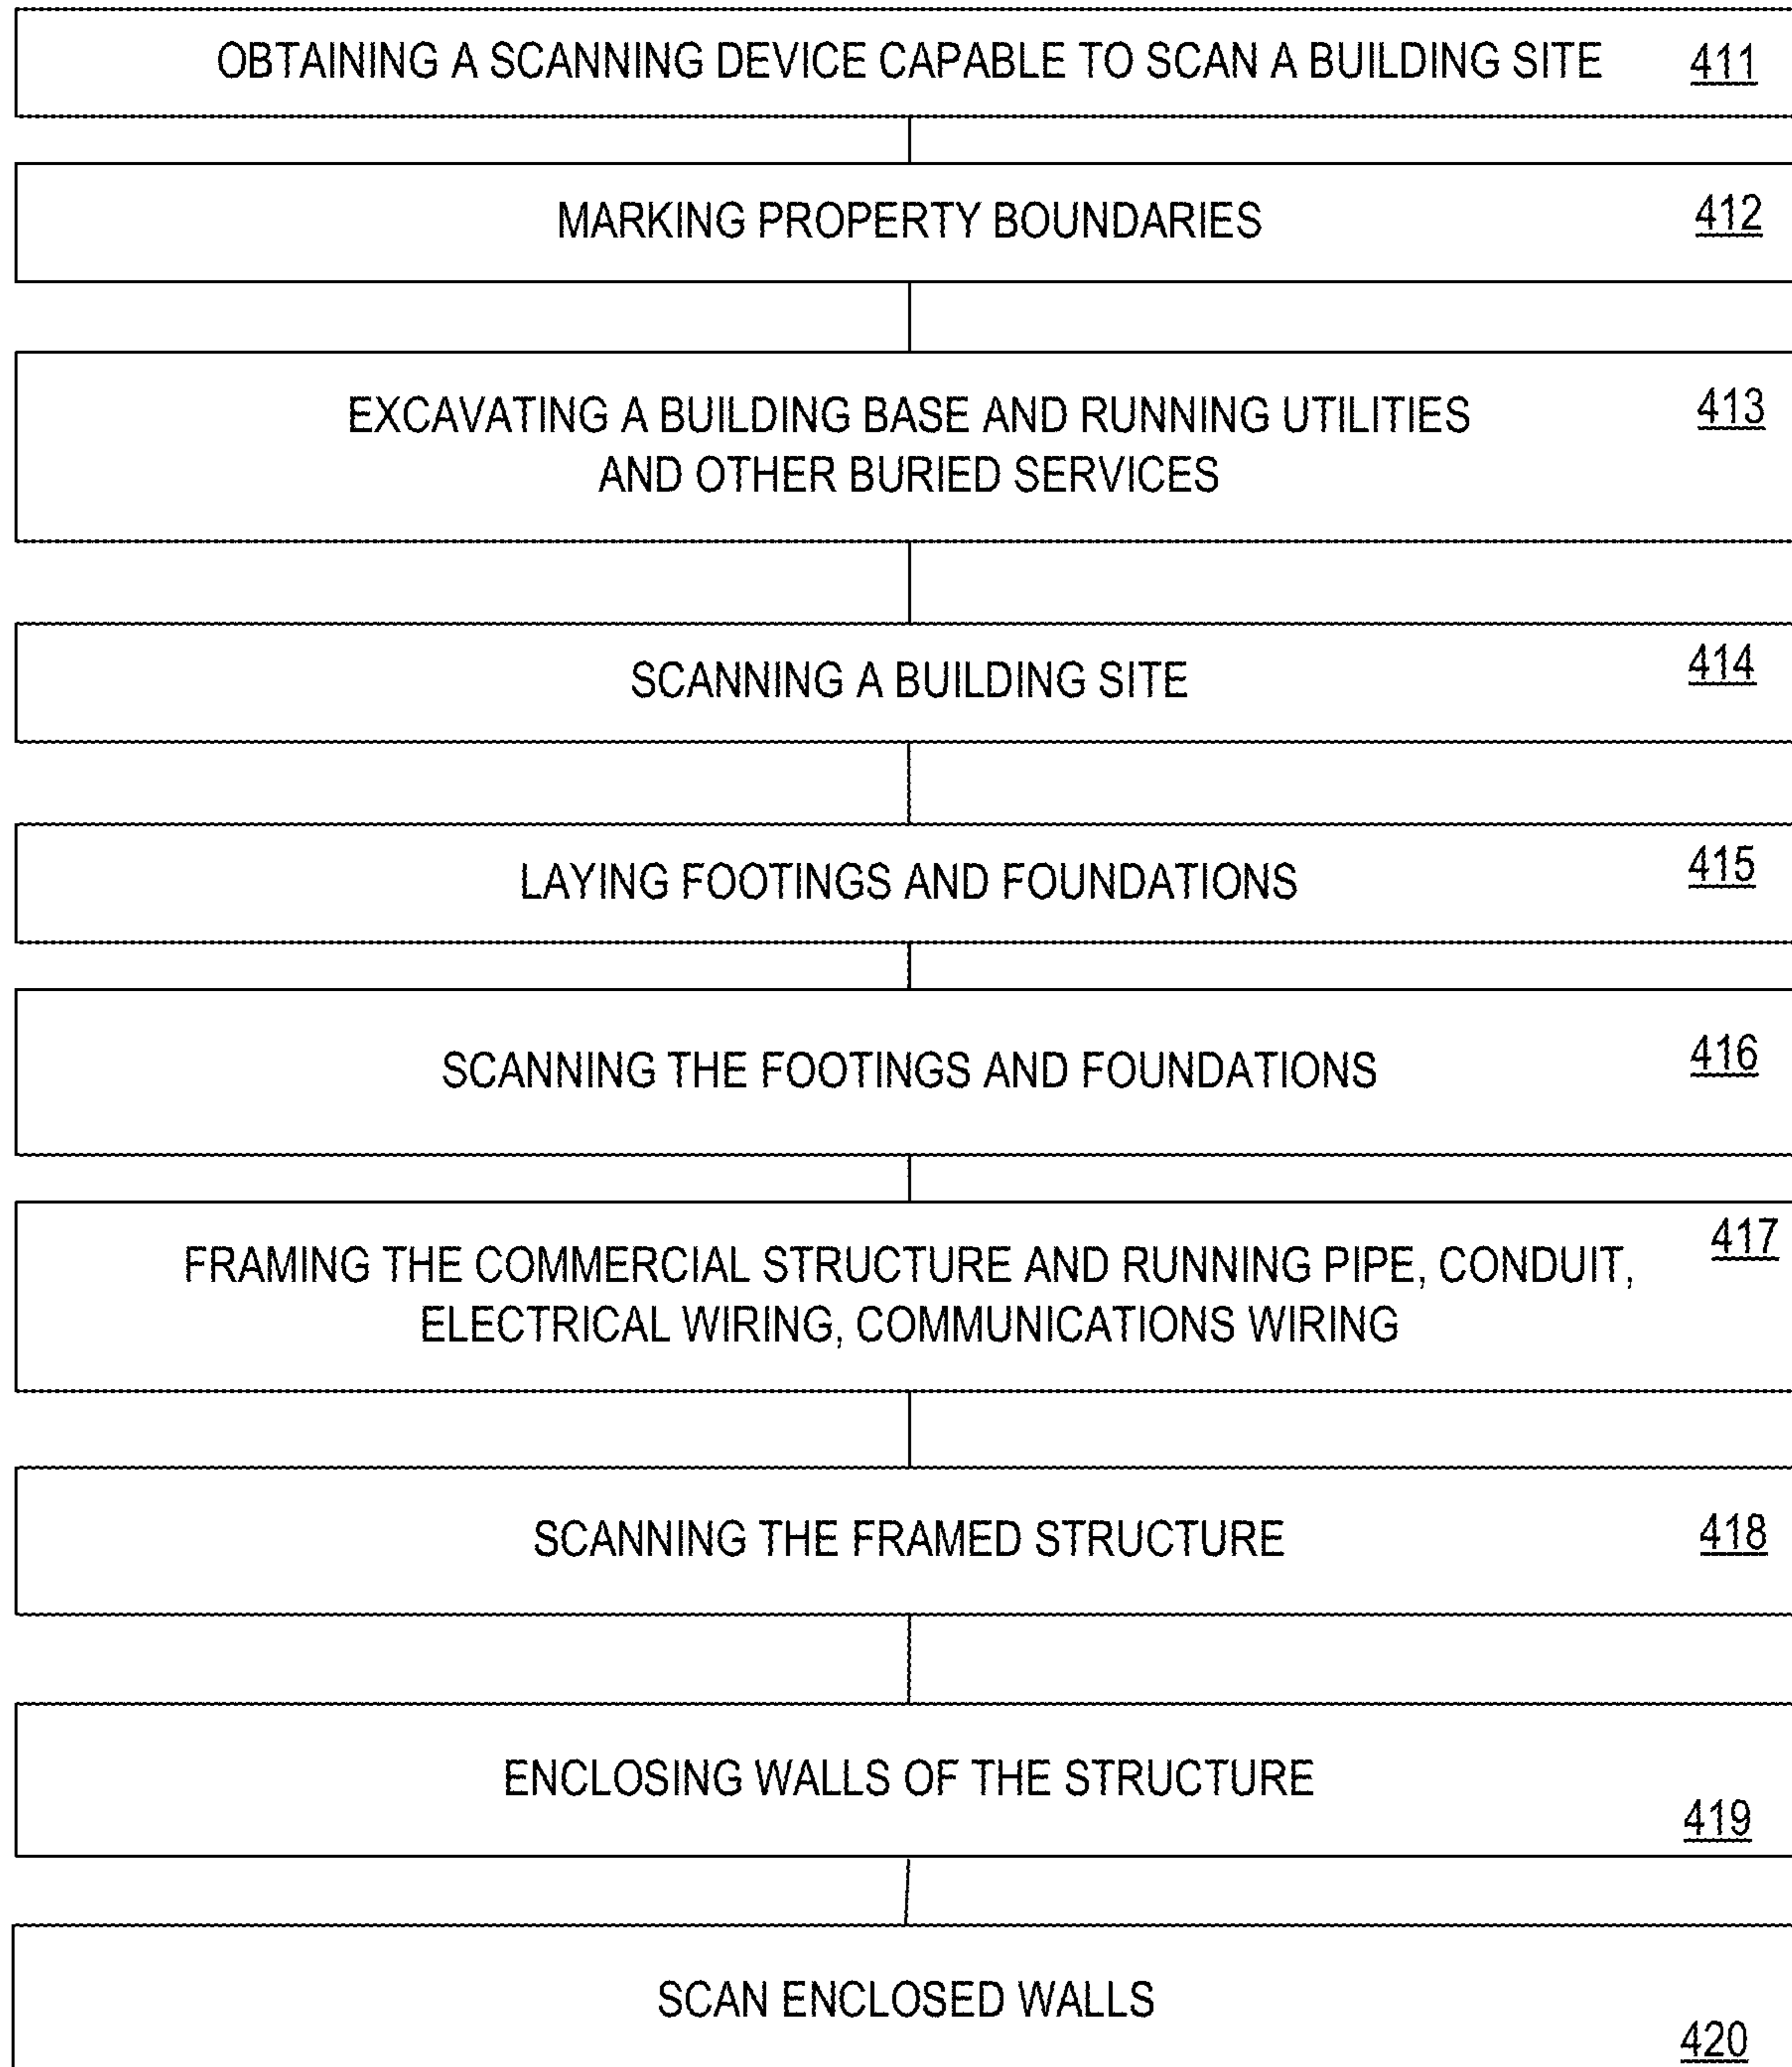 OBTAINING A SCANNING DEVICE CAPABLE TO SCAN A BUILDING SITE 411
MARKING PROPERTY BOUNDARIES 412
EXCAVATING A BUILDING BASE AND RUNNING UTILITIES 413
AND OTHER BURIED SERVICES
SCANNING A BUILDING SITE 414
LAYING FOOTINGS AND FOUNDATIONS 415
SCANNING THE FOOTINGS AND FOUNDATIONS 416
FRAMING THE COMMERCIAL STRUCTURE AND RUNNING PIPE, CONDUIT, 417
ELECTRICAL WIRING, COMMUNICATIONS WIRING
SCANNING THE FRAMED STRUCTURE 418
ENCLOSING WALLS OF THE STRUCTURE
419
SCAN ENCLOSED WALLS
420